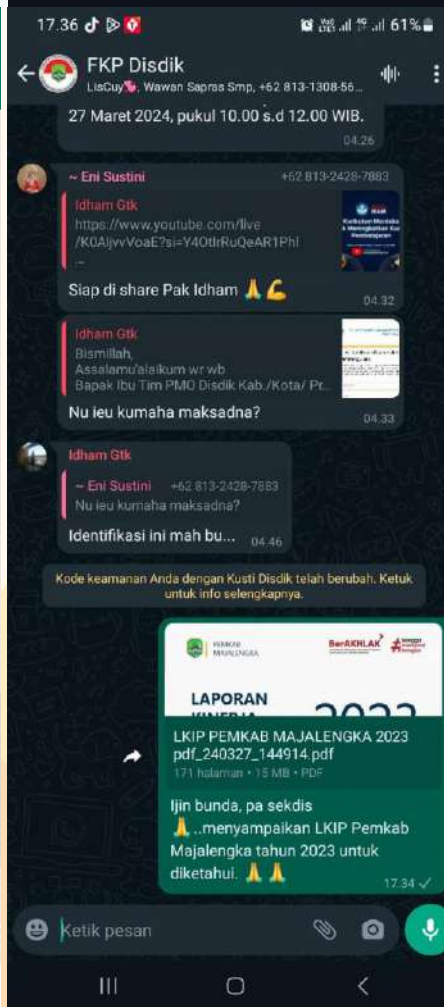 17.36
61%
FKP Disdik
LisCuy💘, Wawan Sapras Smp, +62 813-1308-56...
27 Maret 2024, pukul 10.00 s.d 12.00 WIB.
04.26
~ Eni Sustini +62 813-2428-7883
Idham Gtk
https://www.youtube.com/live
/K0AljvvVoaE?si=Y4OtIrRuQeAR1PhI
...
Siap di share Pak Idham 🙏💪
04.32
Idham Gtk
Bismillah,
Assalamu'alaikum wr wb
Bapak Ibu Tim PMO Disdik Kab./Kota/ Pr...
Nu ieu kumaha maksadna?
04.33
Idham Gtk
~ Eni Sustini +62 813-2428-7883
Nu ieu kumaha maksadna?
Identifikasi ini mah bu...
04.46
Kode keamanan Anda dengan Kusti Disdik telah berubah. Ketuk
untuk info selengkapnya.
PEMKAB
MAJALENGKA
BerAKHLAK
LAPORAN
KINERJA
2023
LKIP PEMKAB MAJALENGKA 2023
pdf_240327_144914.pdf
171 halaman • 15 MB • PDF
Ijin bunda, pa sekdis
🙏..menyampaikan LKIP Pemkab
Majalengka tahun 2023 untuk
diketahui. 🙏🙏
17.34
Ketik pesan